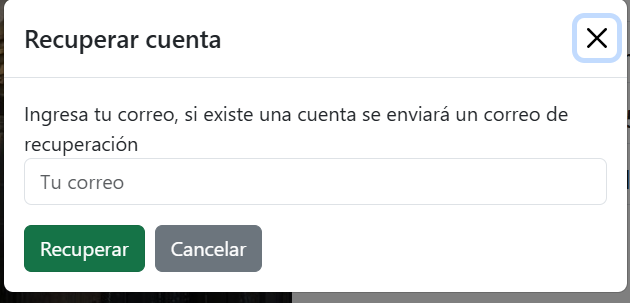 Recuperar cuenta
Ingresa tu correo, si existe una cuenta se enviará un correo de
recuperación
Tu correo
Recuperar Cancelar